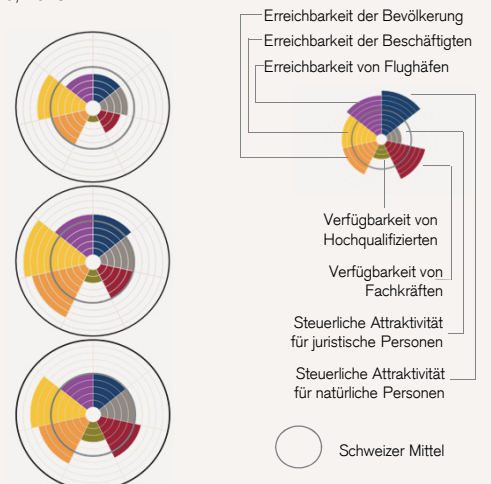 Erreichbarkeit der Bevölkerung
Erreichbarkeit der Beschäftigten
Erreichbarkeit von Flughäfen
Verfügbarkeit von
Hochqualifizierten
Verfügbarkeit von
Fachkräften
Steuerliche Attraktivität
für juristische Personen
Steuerliche Attraktivität
für natürliche Personen
Schweizer Mittel